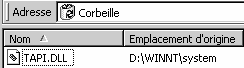 Adresse Corbeille
Nom Emplacement d'origine
TAPI.DLL D:\WINNT\system